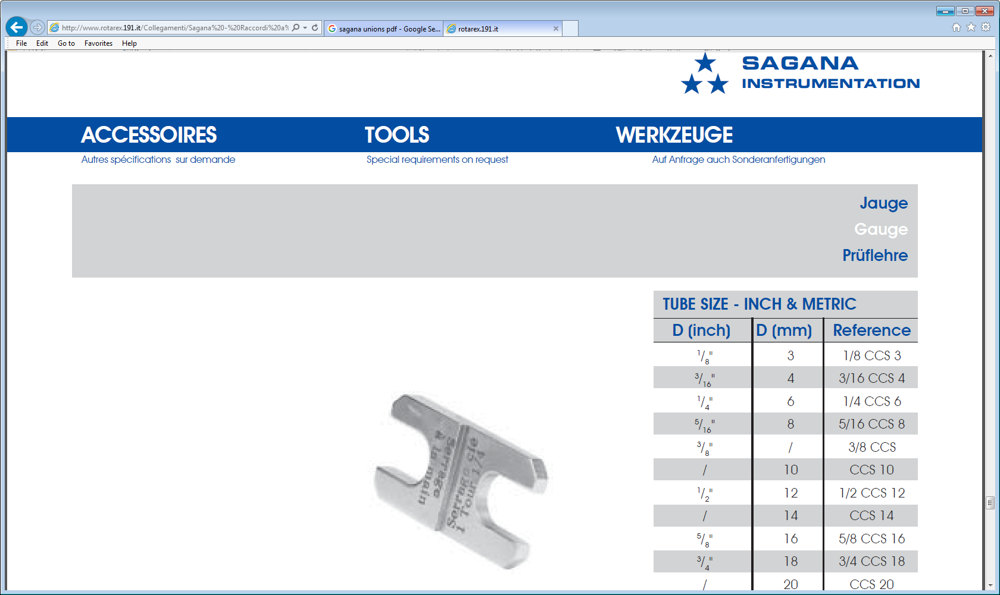 http://www.rotarex.191.it/Collegamenti/Sagana%20-%20Raccordi%20a%
sagana unions pdf - Google Se...
rotarex.191.it
File Edit Go to Favorites Help
SAGANA
INSTRUMENTATION
ACCESSOIRES TOOLS WERKZEUGE
Autres spécifications sur demande Special requirements on request Auf Anfrage auch Sonderanfertigungen
Jauge
Gauge
Prüflehre
TUBE SIZE - INCH & METRIC
D (inch) D (mm) Reference
1/8" 3 1/8 CCS 3
3/16" 4 3/16 CCS 4
1/4" 6 1/4 CCS 6
5/16" 8 5/16 CCS 8
3/8" / 3/8 CCS
/ 10 CCS 10
1/2" 12 1/2 CCS 12
/ 14 CCS 14
5/8" 16 5/8 CCS 16
3/4" 18 3/4 CCS 18
/ 20 CCS 20
Serrage
à la main
Serrage clé
1 Tour 1/4